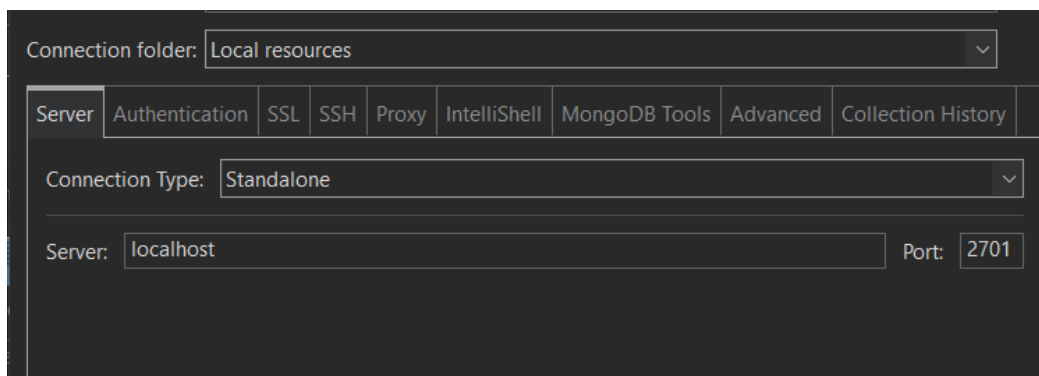 Connection folder: Local resources
Server Authentication SSL SSH Proxy IntelliShell MongoDB Tools Advanced Collection History
Connection Type: Standalone
Server: localhost Port: 2701